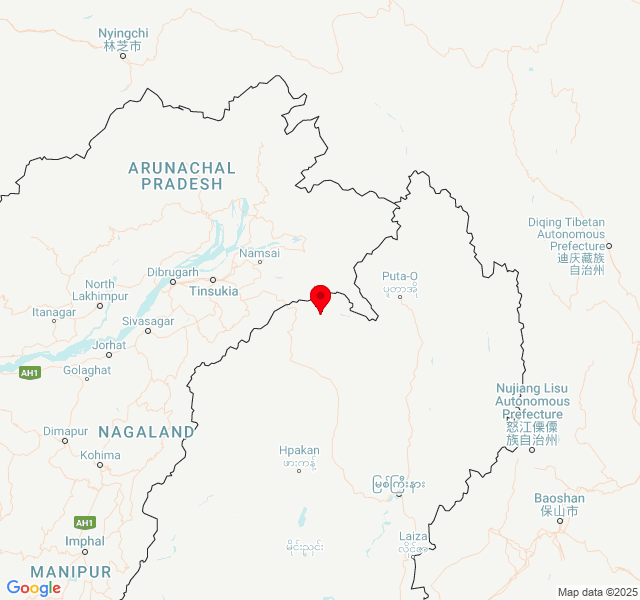 Nyingchi
林芝市
ARUNACHAL
PRADESH
Diqing Tibetan
Autonomous
Prefecture
迪庆藏族
自治州
Namsai
Puta-O
ပူတာအို
Dibrugarh
Tinsukia
North
Lakhimpur
Itanagar
Sivasagar
Jorhat
Golaghat
AH1
Nujiang Lisu
Autonomous
Prefecture
怒江傈僳
族自治州
Dimapur
NAGALAND
Kohima
Hpakan
ဖားကန့်
မြစ်ကြီးနား
Baoshan
保山市
AH1
Imphal
Laiza
လိုင်ဇာ
မိုးညှင်း
MANIPUR
Google
Map data ©2025